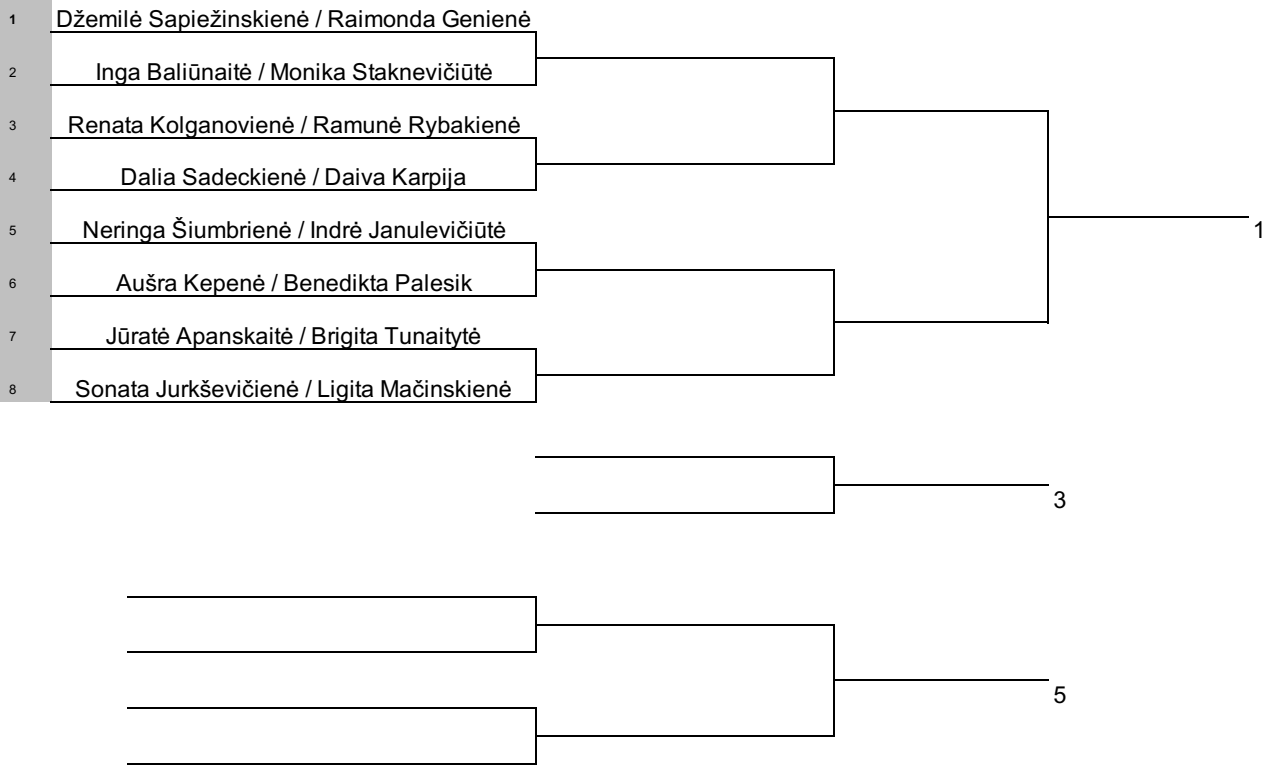 1 Džemilė Sapiežinskienė / Raimonda Genienė
2 Inga Baliūnaitė / Monika Staknevičiūtė
3 Renata Kolganovienė / Ramunė Rybakienė
4 Dalia Sadeckienė / Daiva Karpija
5 Neringa Šiumbrienė / Indrė Janulevičiūtė
1
6 Aušra Kepenė / Benedikta Palesik
7 Jūratė Apanskaitė / Brigita Tunaitytė
8 Sonata Jurkševičienė / Ligita Mačinskienė
3
5